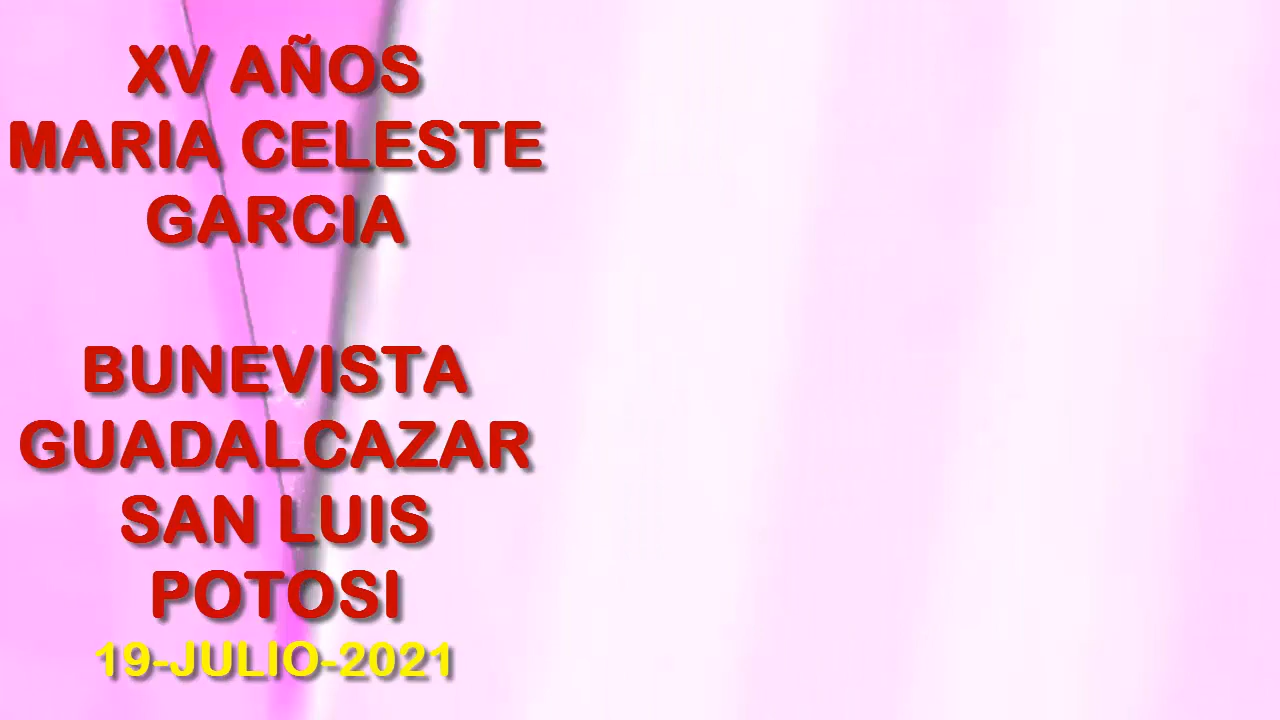 XV AÑOS
MARIA CELESTE
GARCIA
BUNEVISTA
GUADALCAZAR
SAN LUIS
POTOSI
19-JULIO-2021